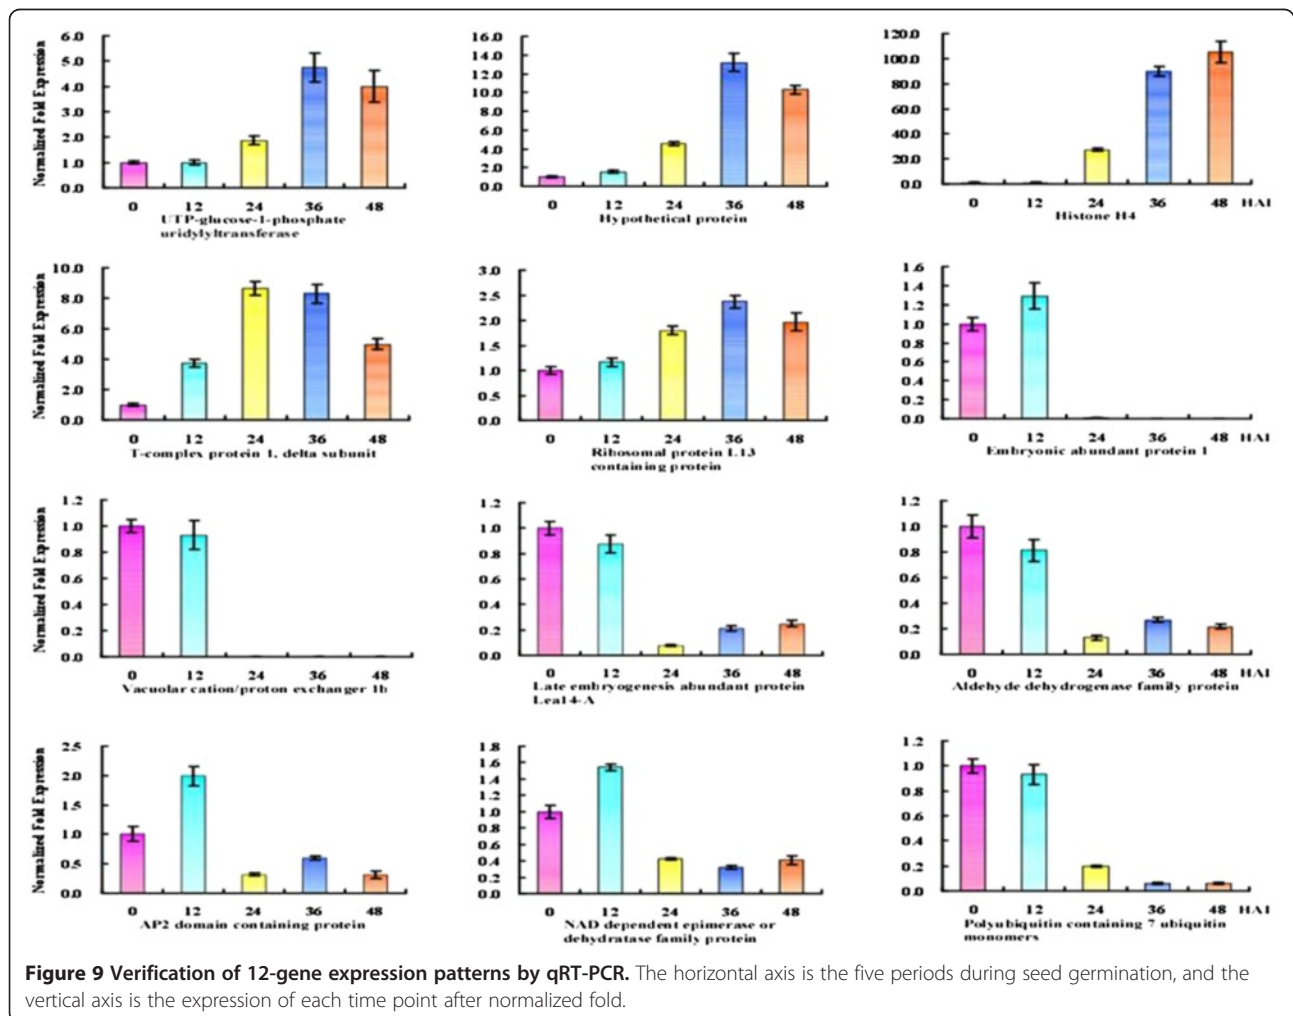 Normalized Fold Expression
6.0
5.0
4.0
3.0
2.0
1.0
0.0
0 12 24 36 48
UTP-glucose-1-phosphate
uridylyltransferase
16.0
14.0
12.0
10.0
8.0
6.0
4.0
2.0
0.0
0 12 24 36 48
Hypothetical protein
120.0
100.0
80.0
60.0
40.0
20.0
0.0
0 12 24 36 48 HAI
Histone H4
Normalized Fold Expression
10.0
8.0
6.0
4.0
2.0
0.0
0 12 24 36 48
T-complex protein 1, delta subunit
3.0
2.5
2.0
1.5
1.0
0.5
0.0
0 12 24 36 48
Ribosomal protein L13
containing protein
1.6
1.4
1.2
1.0
0.8
0.6
0.4
0.2
0.0
0 12 24 36 48 HAI
Embryonic abundant protein 1
Normalized Fold Expression
1.2
1.0
0.8
0.6
0.4
0.2
0.0
0 12 24 36 48
Vacuolar cation/proton exchanger 1b
1.2
1.0
0.8
0.6
0.4
0.2
0.0
0 12 24 36 48
Late embryogenesis abundant protein
Lea14-A
1.2
1.0
0.8
0.6
0.4
0.2
0.0
0 12 24 36 48 HAI
Aldehyde dehydrogenase family protein
Normalized Fold Expression
2.5
2.0
1.5
1.0
0.5
0.0
0 12 24 36 48
AP2 domain containing protein
1.8
1.6
1.4
1.2
1.0
0.8
0.6
0.4
0.2
0.0
0 12 24 36 48
NAD dependent epimerase or
dehydratase family protein
1.2
1.0
0.8
0.6
0.4
0.2
0.0
0 12 24 36 48 HAI
Polyubiquitin containing 7 ubiquitin
monomers
Figure 9 Verification of 12-gene expression patterns by qRT-PCR. The horizontal axis is the five periods during seed germination, and the
vertical axis is the expression of each time point after normalized fold.